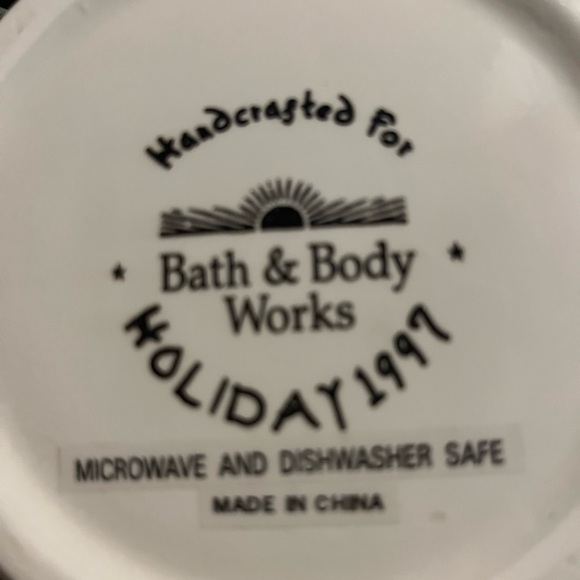 Handcrafted For
Bath & Body
Works
HOLIDAY 1997
MICROWAVE AND DISHWASHER SAFE
MADE IN CHINA